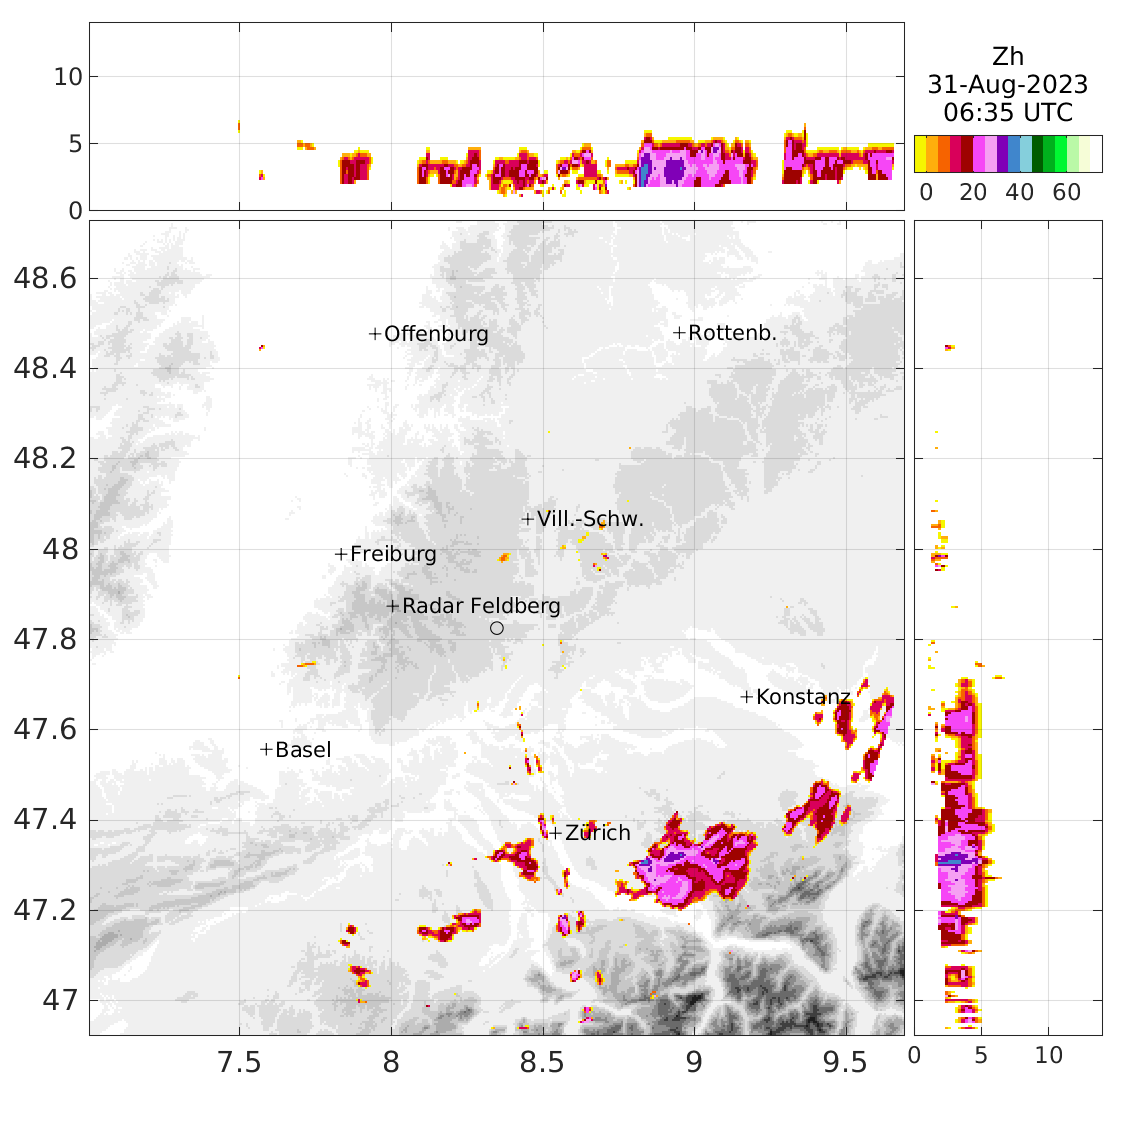 10
5
0
Zh
31-Aug-2023
06:35 UTC
0 20 40 60
48.6
48.4
48.2
48
47.8
47.6
47.4
47.2
47
+Offenburg
+Rottenb.
+Vill.-Schw.
+Freiburg
+Radar Feldberg
+Konstanz
+Basel
+Zürich
7.5 8 8.5 9 9.5
0 5 10